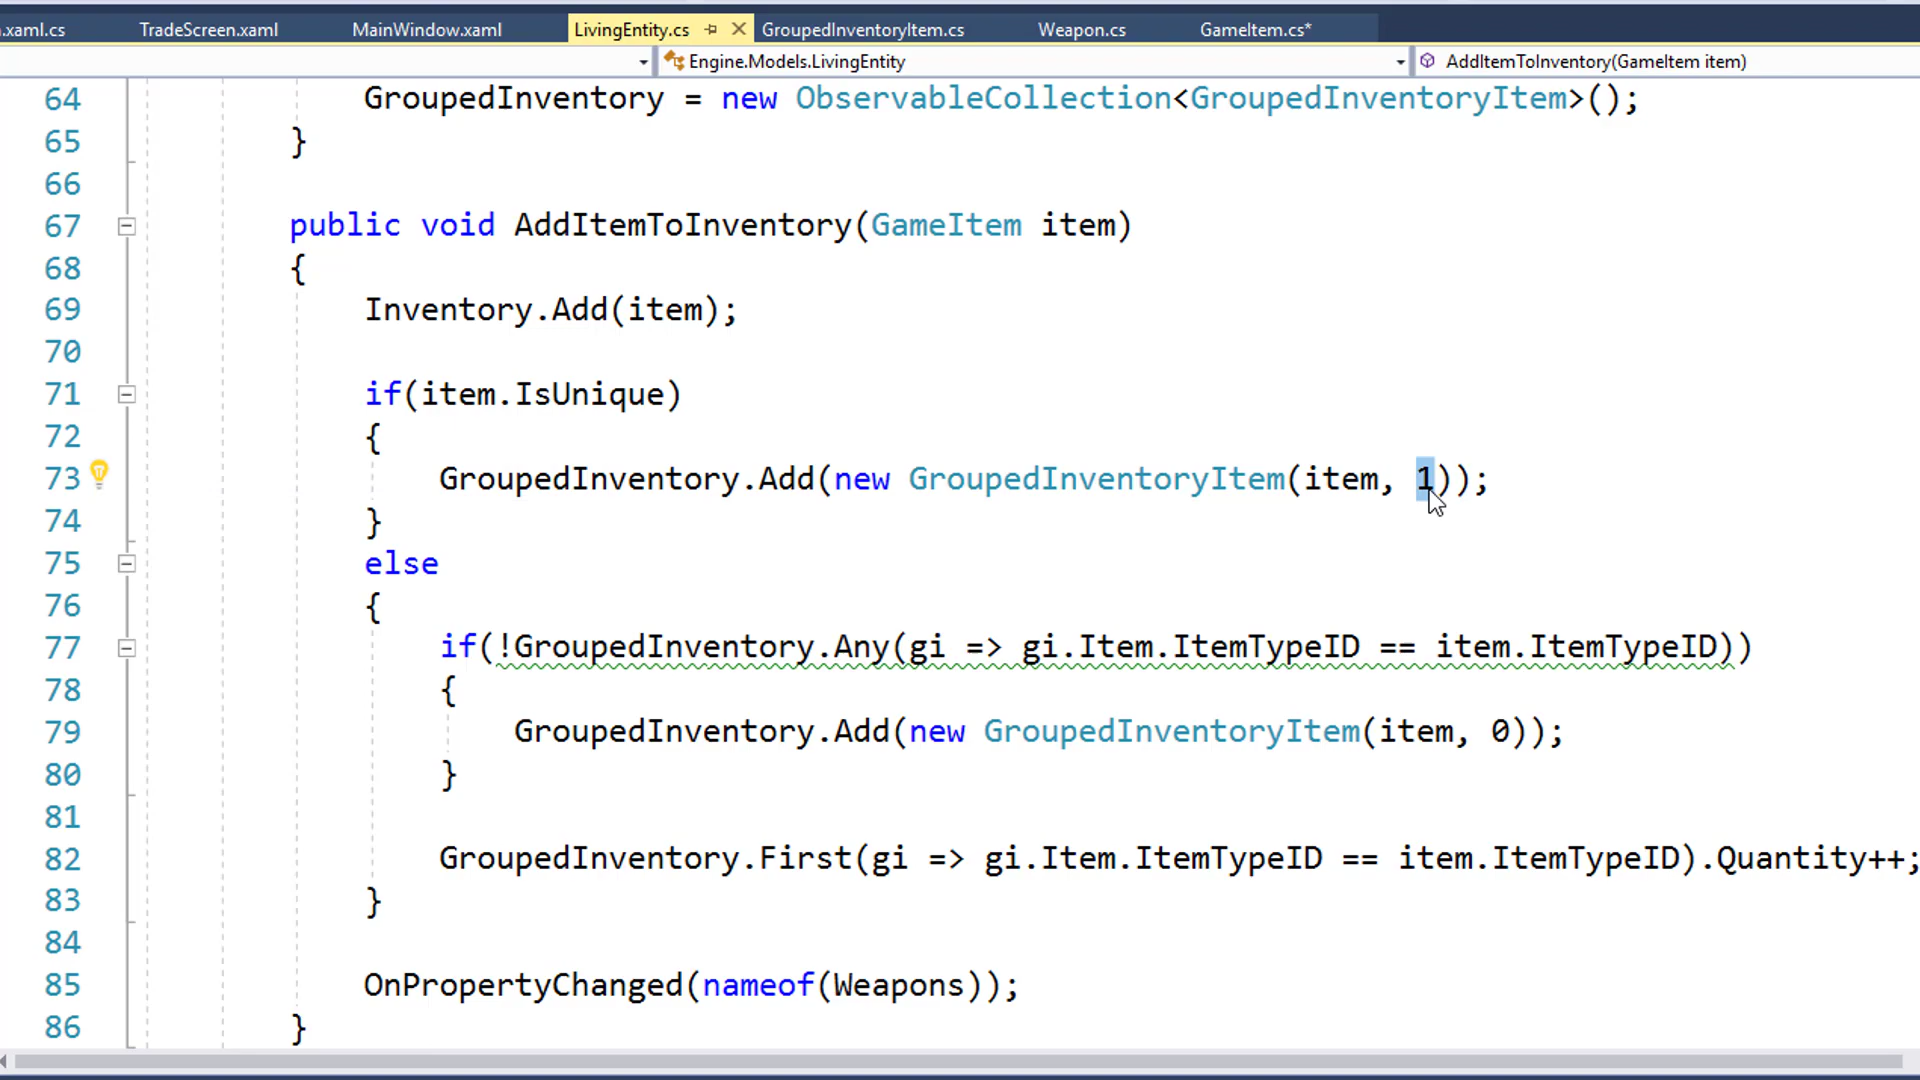 .xaml.cs TradeScreen.xaml MainWindow.xaml LivingEntity.cs GroupedInventoryItem.cs Weapon.cs GameItem.cs*
Engine.Models.LivingEntity AddItemToInventory(GameItem item)
64 GroupedInventory = new ObservableCollection<GroupedInventoryItem>();
65 }
66
67 public void AddItemToInventory(GameItem item)
68 {
69 Inventory.Add(item);
70
71 if(item.IsUnique)
72 {
73 GroupedInventory.Add(new GroupedInventoryItem(item, 1));
74 }
75 else
76 {
77 if(!GroupedInventory.Any(gi => gi.Item.ItemTypeID == item.ItemTypeID))
78 {
79 GroupedInventory.Add(new GroupedInventoryItem(item, 0));
80 }
81
82 GroupedInventory.First(gi => gi.Item.ItemTypeID == item.ItemTypeID).Quantity++;
83 }
84
85 OnPropertyChanged(nameof(Weapons));
86 }